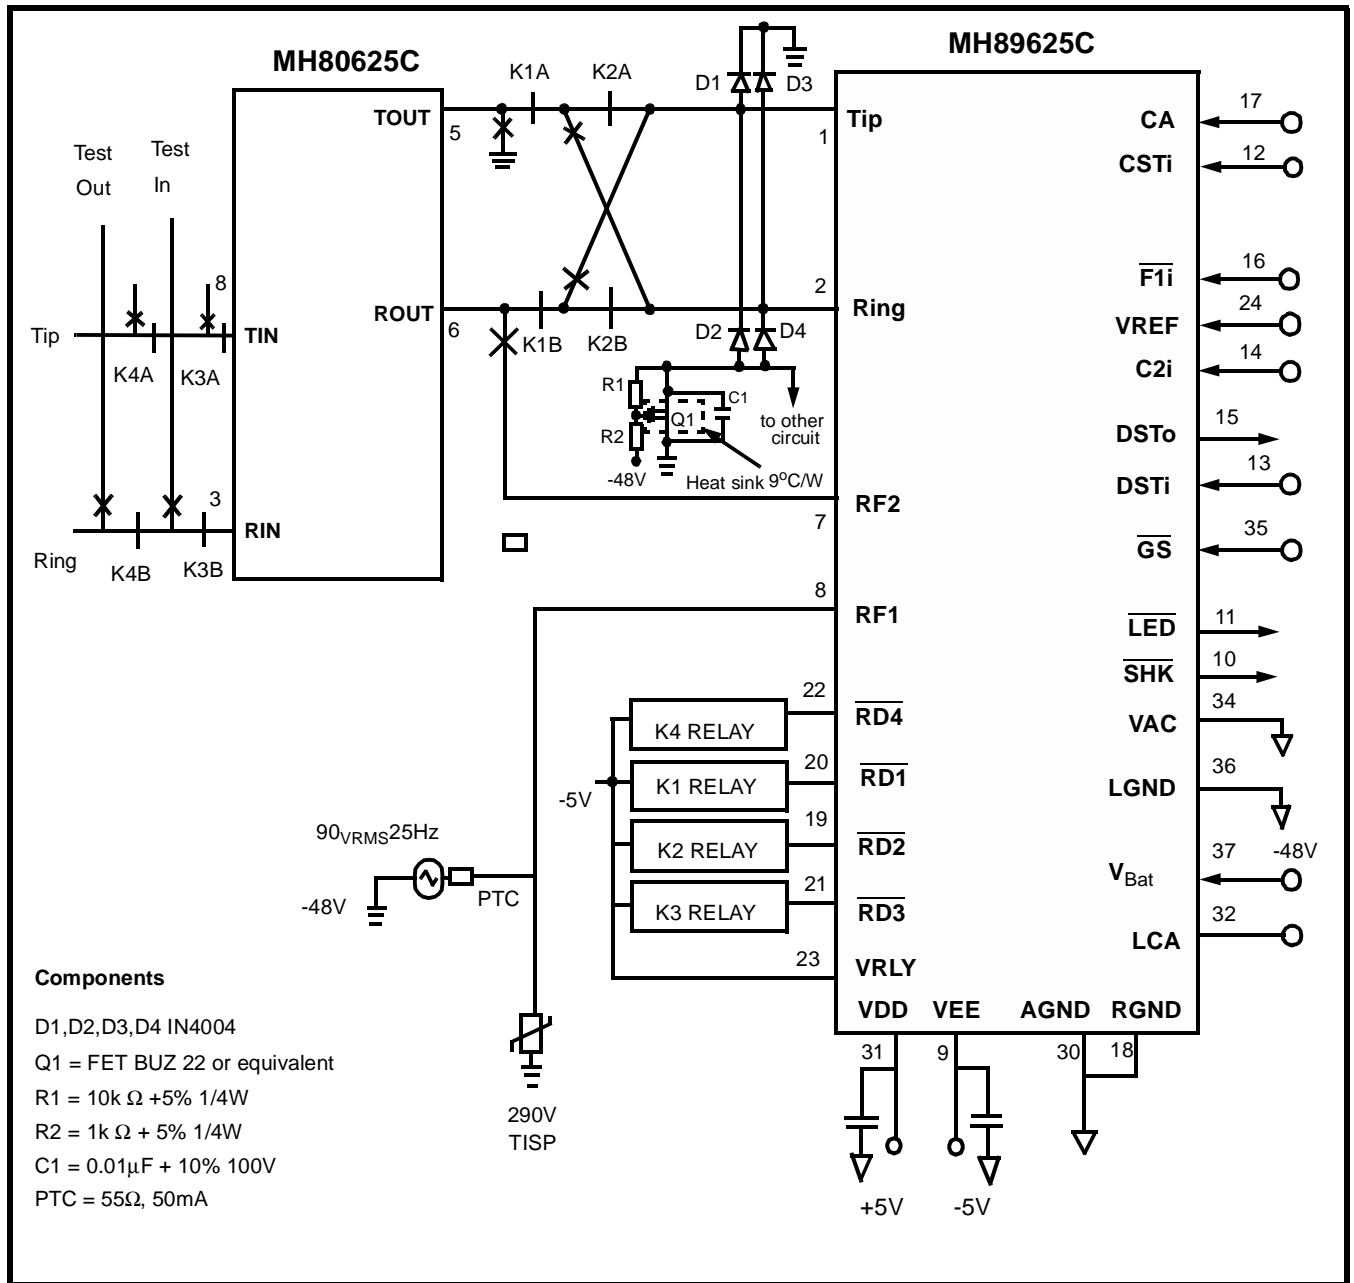 MH80625C
MH89625C
K1A
K2A
D1
D3
TOUT
5
1
Tip
CA
17
CSTi
12
Test
Out
Test
In
8
Tip
TIN
K4A
K3A
ROUT
6
K1B
K2B
2
Ring
D2
D4
F1i
16
VREF
24
C2i
14
R1
R2
Q1
C1
to other
circuit
-48V
Heat sink 9°C/W
DSTo
15
DSTi
13
3
RIN
Ring
K4B
K3B
RF2
7
GS
35
8
RF1
LED
11
SHK
10
22
RD4
K4 RELAY
VAC
34
20
RD1
K1 RELAY
-5V
LGND
36
19
RD2
K2 RELAY
-48V
37
VBat
21
RD3
K3 RELAY
32
LCA
23
VRLY
90VRMS25Hz
-48V
PTC
VDD
VEE
AGND
RGND
31
9
30
18
+5V
-5V
290V
TISP
Components
D1,D2,D3,D4 IN4004
Q1 = FET BUZ 22 or equivalent
R1 = 10k Ω +5% 1/4W
R2 = 1k Ω + 5% 1/4W
C1 = 0.01µF + 10% 100V
PTC = 55Ω, 50mA